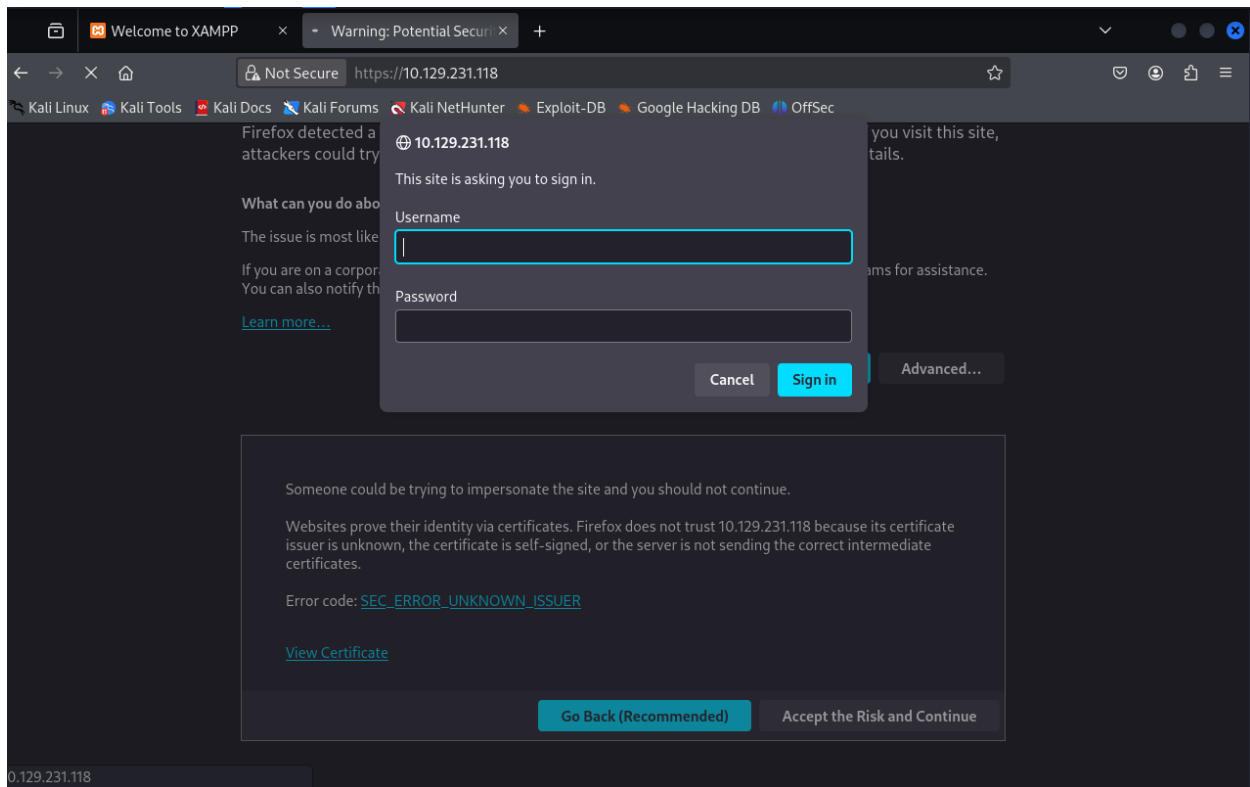 Welcome to XAMPP
Warning: Potential Securi
Not Secure https://10.129.231.118
Kali Linux Kali Tools Kali Docs Kali Forums Kali NetHunter Exploit-DB Google Hacking DB OffSec
Firefox detected a you visit this site,
attackers could try tails.
10.129.231.118
This site is asking you to sign in.
What can you do abo
Username
The issue is most like
If you are on a corpor ams for assistance.
You can also notify th
Password
Learn more…
Cancel Sign in
Advanced…
Someone could be trying to impersonate the site and you should not continue.
Websites prove their identity via certificates. Firefox does not trust 10.129.231.118 because its certificate
issuer is unknown, the certificate is self-signed, or the server is not sending the correct intermediate
certificates.
Error code: SEC_ERROR_UNKNOWN_ISSUER
View Certificate
Go Back (Recommended) Accept the Risk and Continue
0.129.231.118